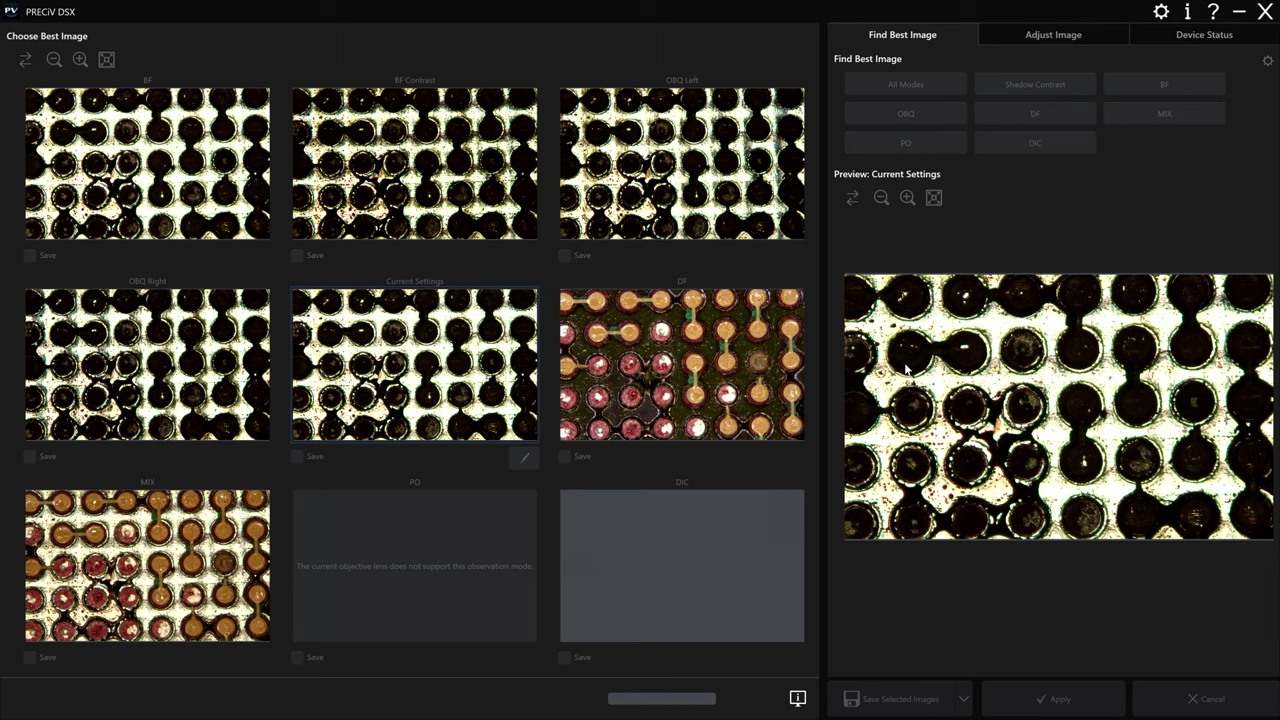 PV PRECiV DSX
Choose Best Image
BF
BF Contrast
OBQ Left
Save
Save
Save
OBQ Right
Current Settings
DF
Save
Save
Save
MIX
PO
DIC
The current objective lens does not support this observation mode.
Save
Save
Save
Find Best Image
Adjust Image
Device Status
Find Best Image
All Modes
Shadow Contrast
BF
OBQ
DF
MIX
PO
DIC
Preview: Current Settings
Save Selected Images
Apply
Cancel